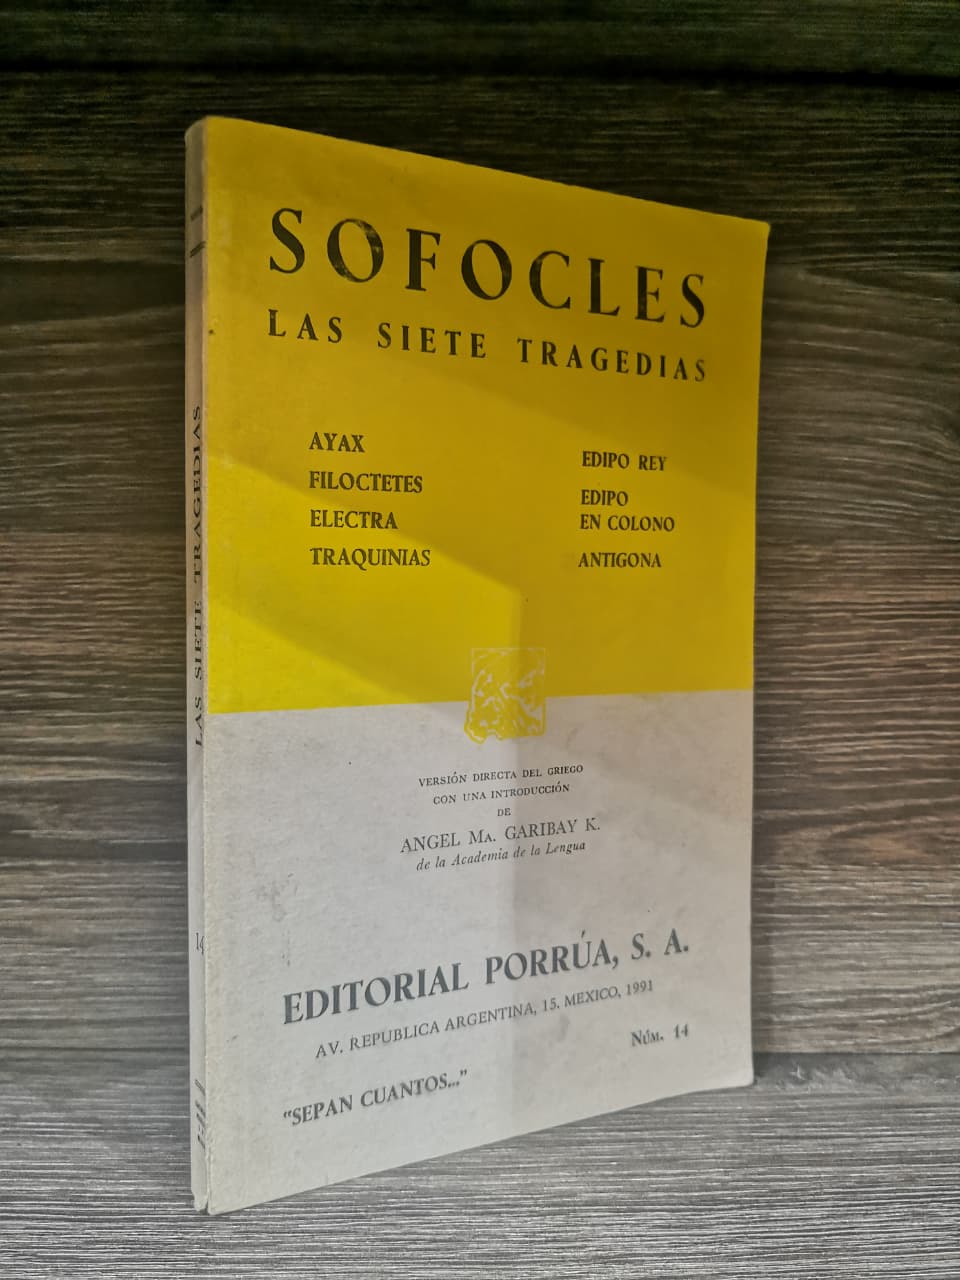 SOFOCLES
LAS SIETE TRAGEDIAS
AYAX
FILOCTETES
ELECTRA
TRAQUINIAS
EDIPO REY
EDIPO
EN COLONO
ANTIGONA
VERSIÓN DIRECTA DEL GRIEGO
CON UNA INTRODUCCIÓN
DE
ANGEL MA. GARIBAY K.
de la Academia de la Lengua
EDITORIAL PORRÚA, S. A.
AV. REPUBLICA ARGENTINA, 15. MEXICO, 1991
NÚM. 14
"SEPAN CUANTOS..."
LAS SIETE TRAGEDIAS
14